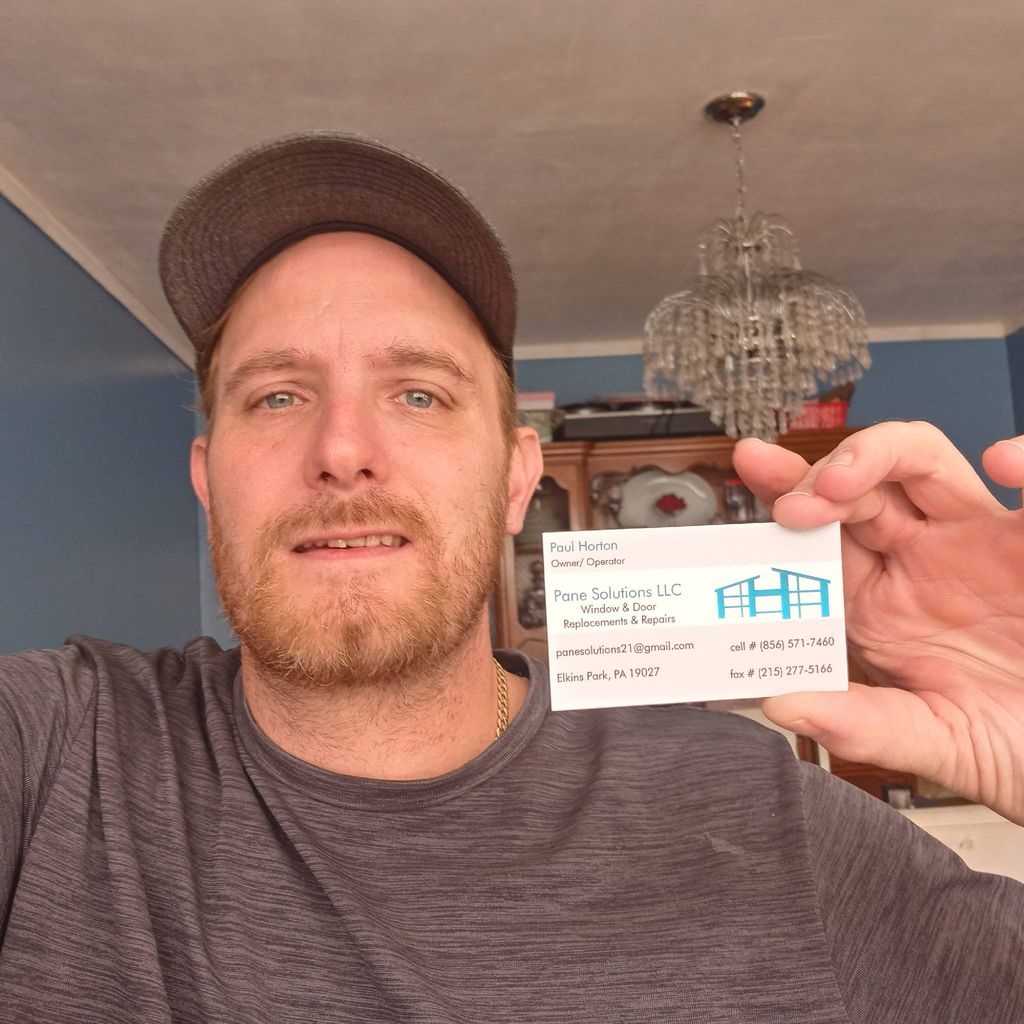 Paul Horton
Owner/ Operator
Pane Solutions LLC
Window & Door
Replacements & Repairs
panesolutions21@gmail.com
cell # (856) 571-7460
Elkins Park, PA 19027
fax # (215) 277-5166